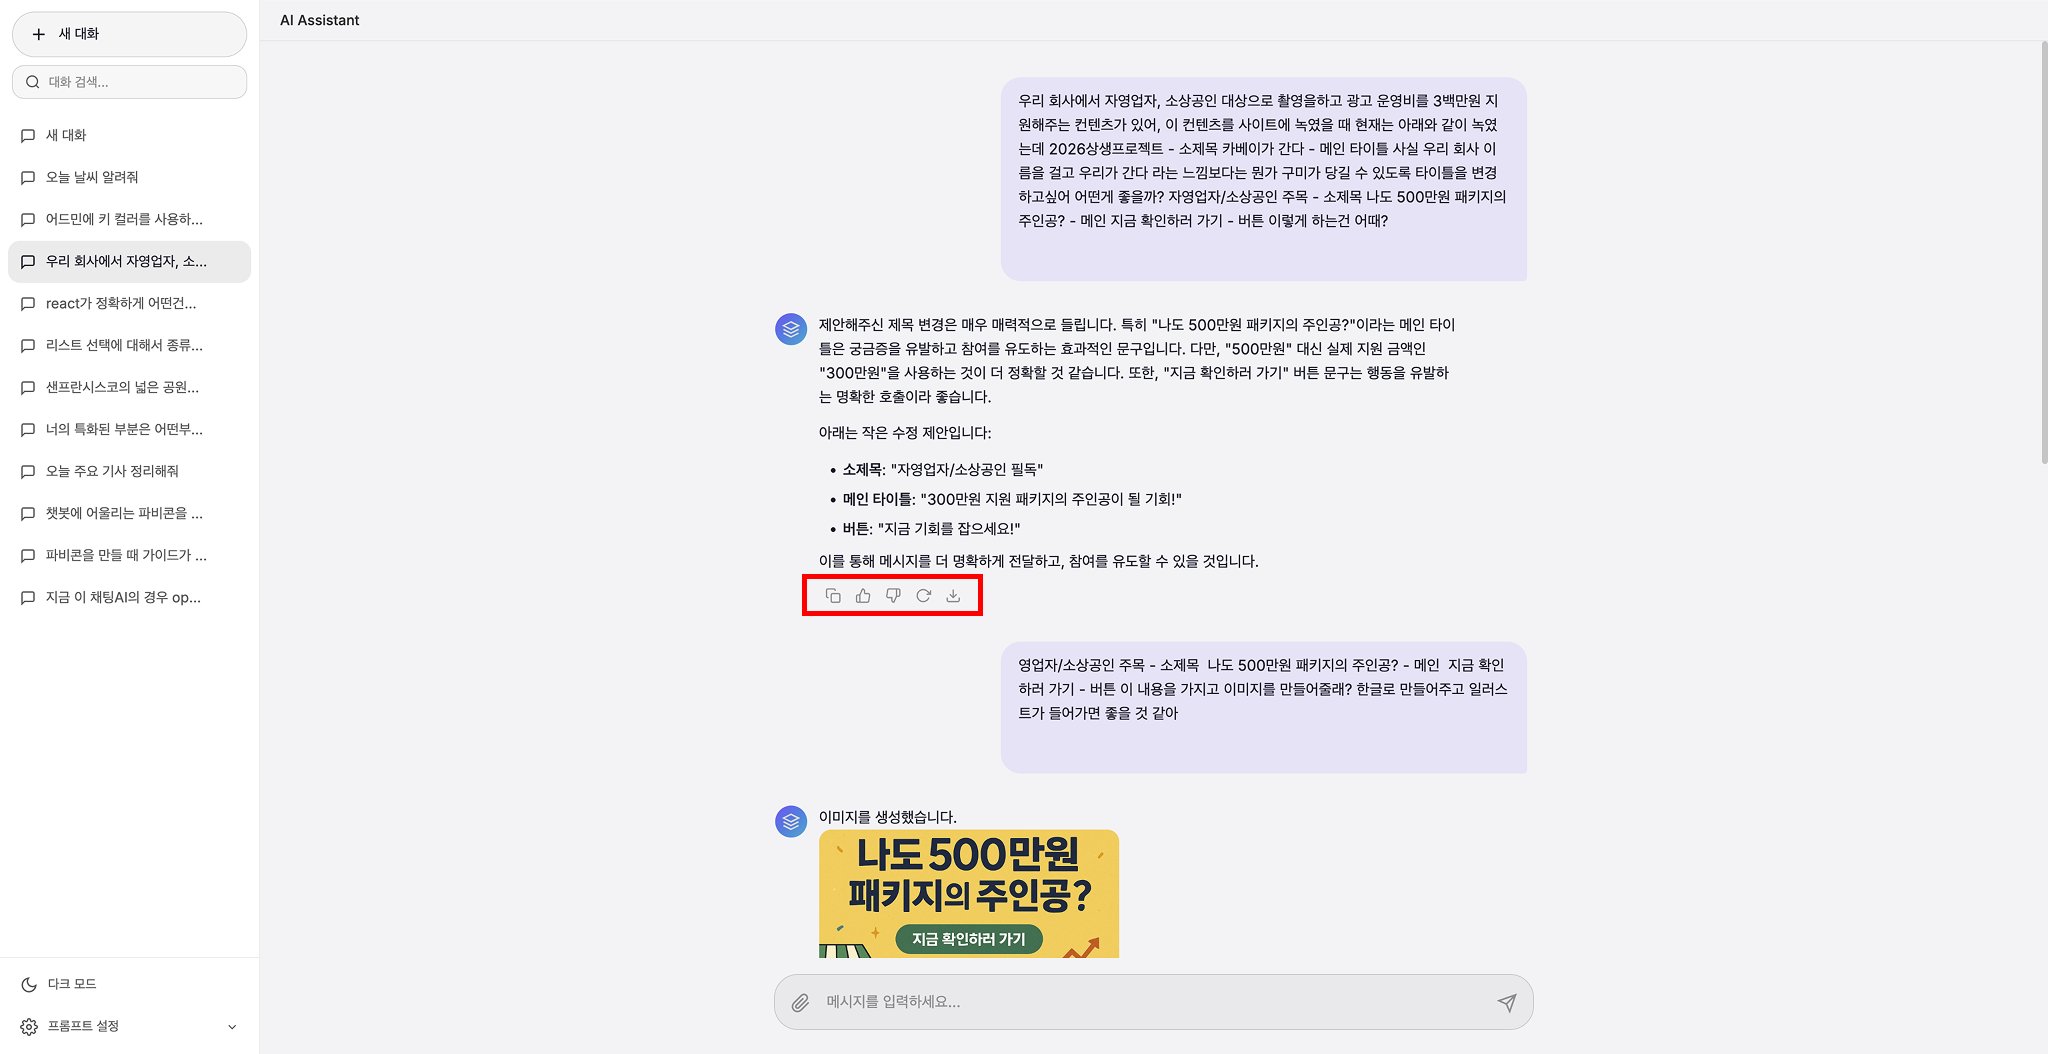 새 대화
대화 검색...
새 대화
오늘 날씨 알려줘
어드민에 키 컬러를 사용하...
우리 회사에서 자영업자, 소...
react가 정확하게 어떤건...
리스트 선택에 대해서 종류...
샌프란시스코의 넓은 공원...
너의 특화된 부분은 어떤부...
오늘 주요 기사 정리해줘
챗봇에 어울리는 파비콘을 ...
파비콘을 만들 때 가이드가 ...
지금 이 채팅AI의 경우 op...
다크 모드
프롬프트 설정
AI Assistant
우리 회사에서 자영업자, 소상공인 대상으로 촬영을하고 광고 운영비를 3백만원 지
원해주는 컨텐츠가 있어, 이 컨텐츠를 사이트에 녹였을 때 현재는 아래와 같이 녹였
는데 2026상생프로젝트 - 소제목 카베이가 간다 - 메인 타이틀 사실 우리 회사 이
름을 걸고 우리가 간다 라는 느낌보다는 뭔가 구미가 당길 수 있도록 타이틀을 변경
하고싶어 어떤게 좋을까? 자영업자/소상공인 주목 - 소제목 나도 500만원 패키지의
주인공? - 메인 지금 확인하러 가기 - 버튼 이렇게 하는건 어때?
제안해주신 제목 변경은 매우 매력적으로 들립니다. 특히 "나도 500만원 패키지의 주인공?"이라는 메인 타이
틀은 궁금증을 유발하고 참여를 유도하는 효과적인 문구입니다. 다만, "500만원" 대신 실제 지원 금액인
"300만원"을 사용하는 것이 더 정확할 것 같습니다. 또한, "지금 확인하러 가기" 버튼 문구는 행동을 유발하
는 명확한 호출이라 좋습니다.
아래는 작은 수정 제안입니다:
• 소제목: "자영업자/소상공인 필독"
• 메인 타이틀: "300만원 지원 패키지의 주인공이 될 기회!"
• 버튼: "지금 기회를 잡으세요!"
이를 통해 메시지를 더 명확하게 전달하고, 참여를 유도할 수 있을 것입니다.
영업자/소상공인 주목 - 소제목  나도 500만원 패키지의 주인공? - 메인  지금 확인
하러 가기 - 버튼 이 내용을 가지고 이미지를 만들어줄래? 한글로 만들어주고 일러스
트가 들어가면 좋을 것 같아
이미지를 생성했습니다.
나도 500만원
패키지의 주인공?
지금 확인하러 가기
메시지를 입력하세요...